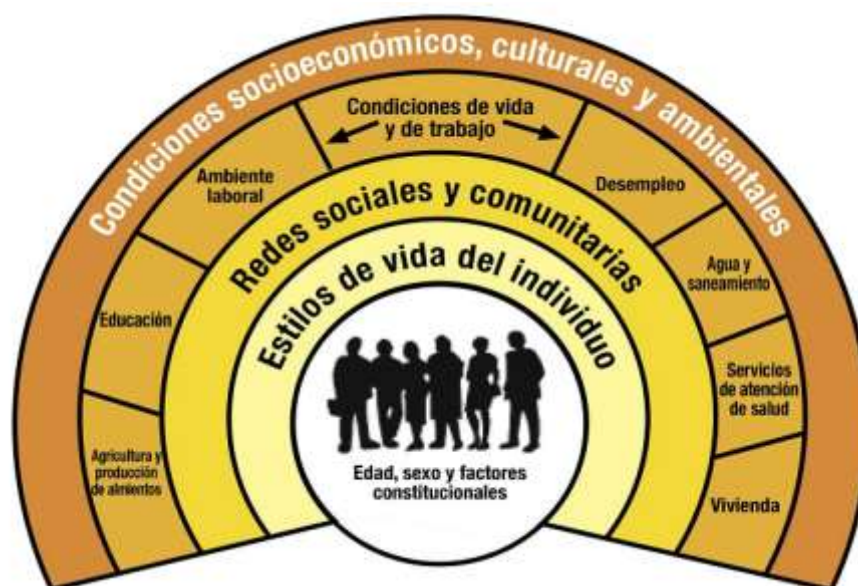 Condiciones socioeconómicos, culturales y ambientales
Condiciones de vida
y de trabajo
Ambiente
laboral
Desempleo
Educación
Agua y
saneamiento
Agricultura y
producción
de almientos
Servicios
de atención
de salud
Vivienda
Redes sociales y comunitarias
Estilos de vida del individuo
Edad, sexo y factores
constitucionales